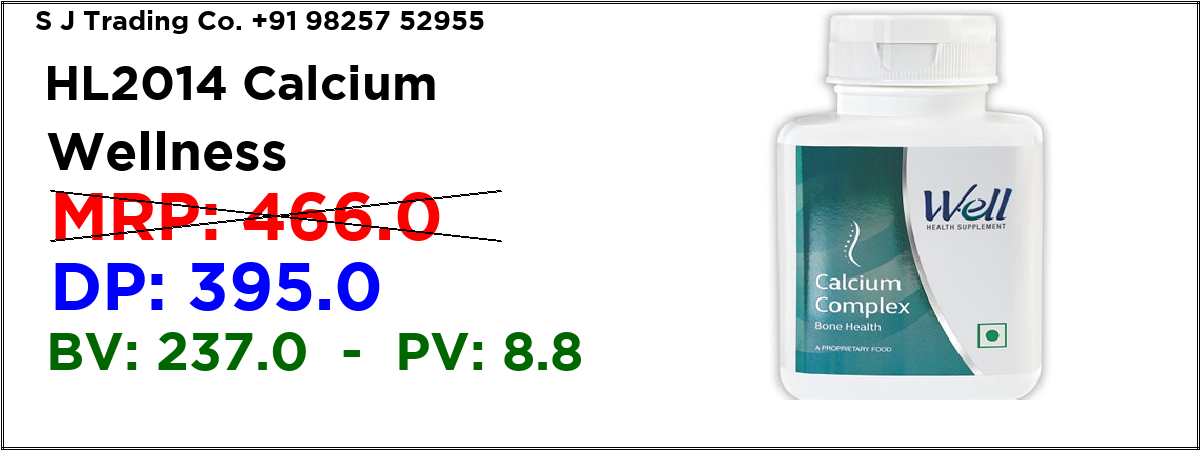 S J Trading Co. +91 98257 52955
HL2014 Calcium
Wellness
MRP: 466.0
DP: 395.0
BV: 237.0 - PV: 8.8
Well
HEALTH SUPPLEMENT
Calcium
Complex
Bone Health
A PROPRIETARY FOOD